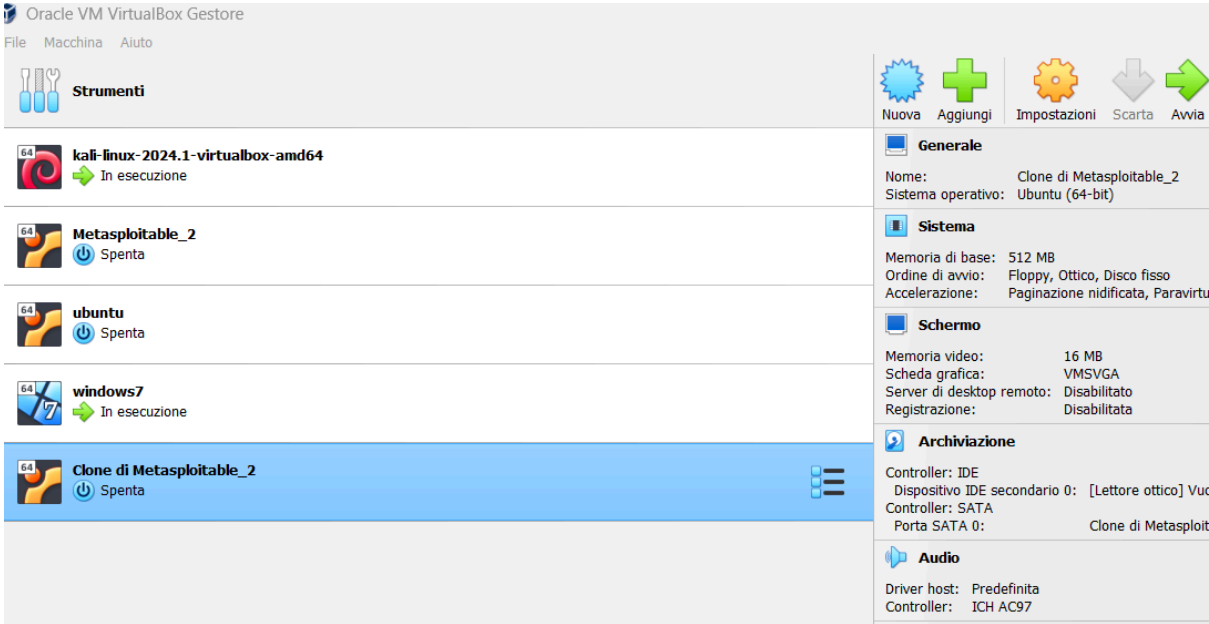 Oracle VM VirtualBox Gestore
File Macchina Aiuto
Strumenti
64
kali-linux-2024.1-virtualbox-amd64
In esecuzione
64
Metasploitable_2
Spenta
64
ubuntu
Spenta
64
windows7
In esecuzione
64
Clone di Metasploitable_2
Spenta
Nuova Aggiungi Impostazioni Scarta Avvia
Generale
Nome: Clone di Metasploitable_2
Sistema operativo: Ubuntu (64-bit)
Sistema
Memoria di base: 512 MB
Ordine di avvio: Floppy, Ottico, Disco fisso
Accelerazione: Paginazione nidificata, Paravirtu
Schermo
Memoria video: 16 MB
Scheda grafica: VMSVGA
Server di desktop remoto: Disabilitato
Registrazione: Disabilitata
Archiviazione
Controller: IDE
Dispositivo IDE secondario 0: [Lettore ottico] Vuo
Controller: SATA
Porta SATA 0: Clone di Metasploit
Audio
Driver host: Predefinita
Controller: ICH AC97